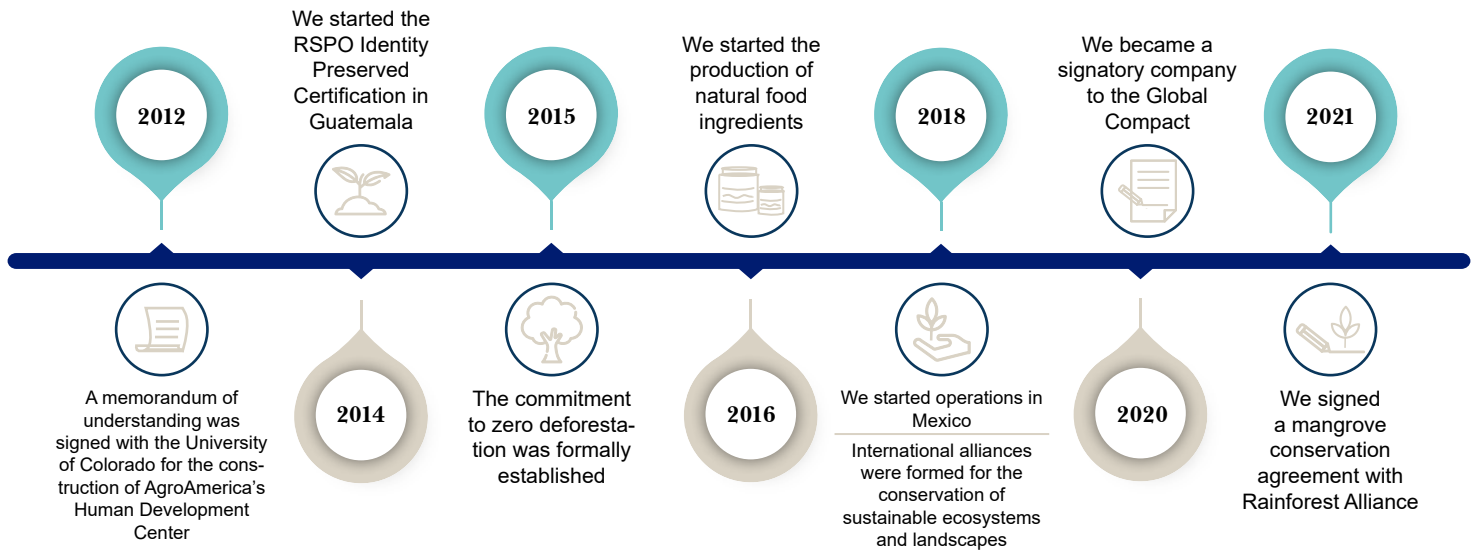 2012
A memorandum of
understanding was
signed with the University
of Colorado for the cons-
truction of AgroAmerica's
Human Development
Center
We started the
RSPO Identity
Preserved
Certification in
Guatemala
2014
2015
The commitment
to zero deforesta-
tion was formally
established
We started the
production of
natural food
ingredients
2016
2018
We started operations in
Mexico
International alliances
were formed for the
conservation of
sustainable ecosystems
and landscapes
We became a
signatory company
to the Global
Compact
2020
2021
We signed
a mangrove
conservation
agreement with
Rainforest Alliance